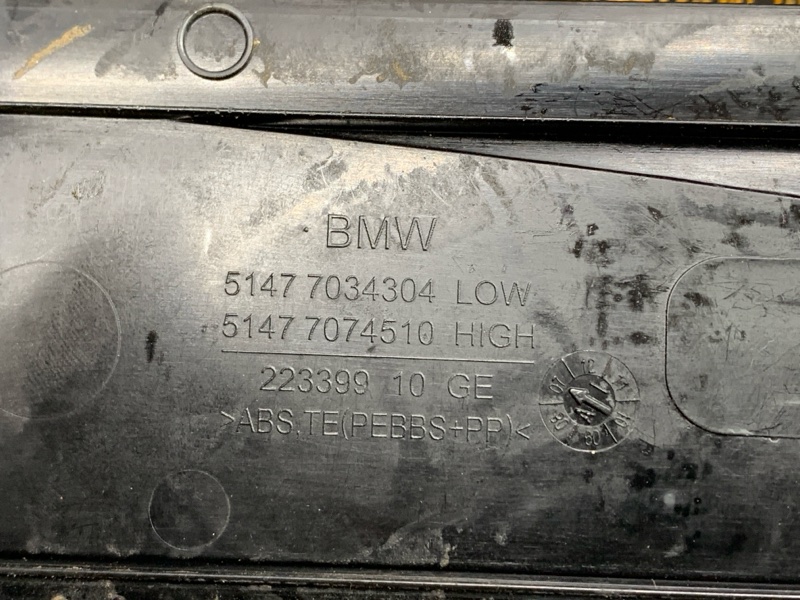 BMW
5147 7034304 LOW
5147 7074510 HIGH
223399 10 GE
>ABS,TE(PEBBS+PP)<